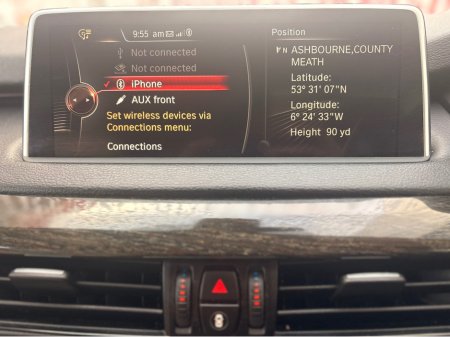 9:55 am
Not connected
Not connected
iPhone
AUX front
Set wireless devices via
Connections menu:
Connections
Position
N ASHBOURNE,COUNTY
MEATH
Latitude:
53° 31' 07"N
Longitude:
6° 24' 33"W
Height 90 yd